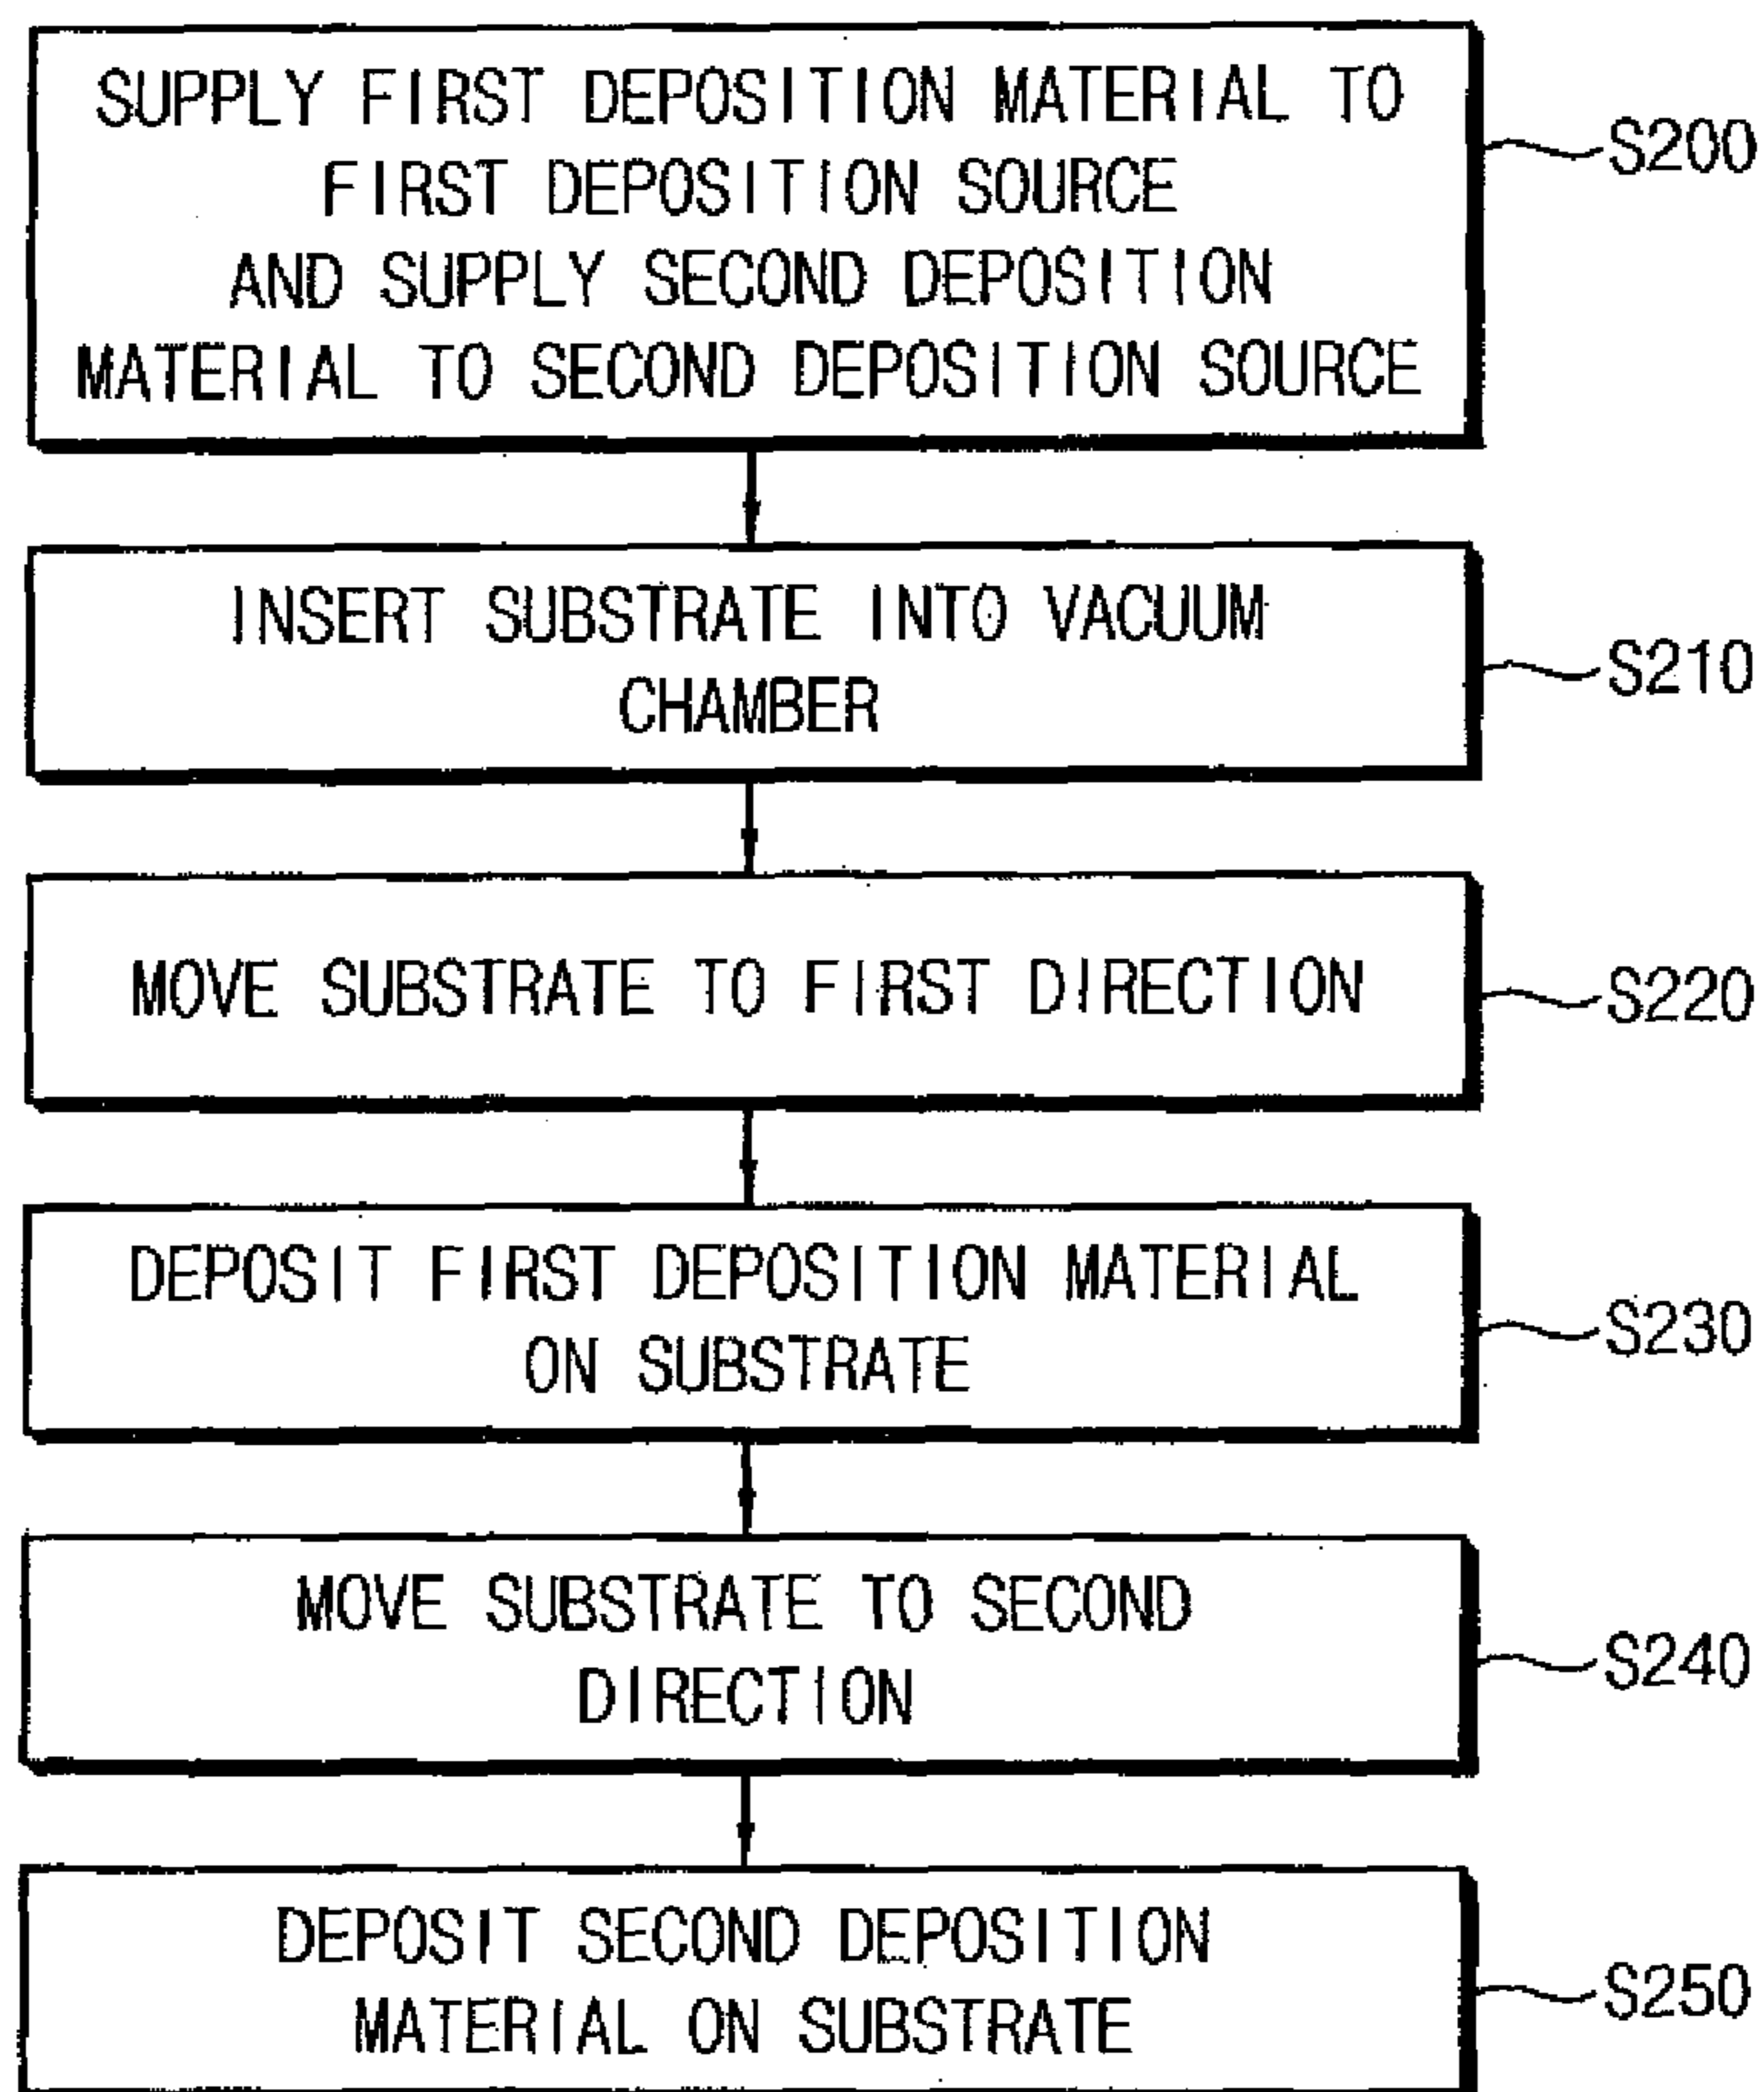 SUPPLY FIRST DEPOSITION MATERIAL TO
FIRST DEPOSITION SOURCE
AND SUPPLY SECOND DEPOSITION
MATERIAL TO SECOND DEPOSITION SOURCE
S200
INSERT SUBSTRATE INTO VACUUM
CHAMBER
S210
MOVE SUBSTRATE TO FIRST DIRECTION
S220
DEPOSIT FIRST DEPOSITION MATERIAL
ON SUBSTRATE
S230
MOVE SUBSTRATE TO SECOND
DIRECTION
S240
DEPOSIT SECOND DEPOSITION
MATERIAL ON SUBSTRATE
S250